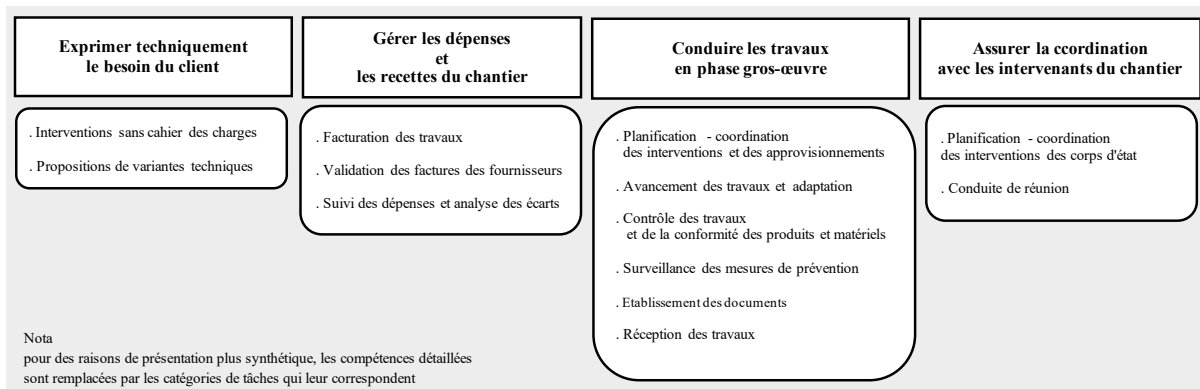 Exprimer techniquement
le besoin du client
. Interventions sans cahier des charges
. Propositions de variantes techniques
Gérer les dépenses
et
les recettes du chantier
. Facturation des travaux
. Validation des factures des fournisseurs
. Suivi des dépenses et analyse des écarts
Conduire les travaux
en phase gros-œuvre
. Planification - coordination
des interventions et des approvisionnements
. Avancement des travaux et adaptation
. Contrôle des travaux
et de la conformité des produits et matériels
. Surveillance des mesures de prévention
. Etablissement des documents
. Réception des travaux
Assurer la ccordination
avec les intervenants du chantier
. Planification - coordination
des interventions des corps d'état
. Conduite de réunion
Nota
pour des raisons de présentation plus synthétique, les compétences détaillées
sont remplacées par les catégories de tâches qui leur correspondent